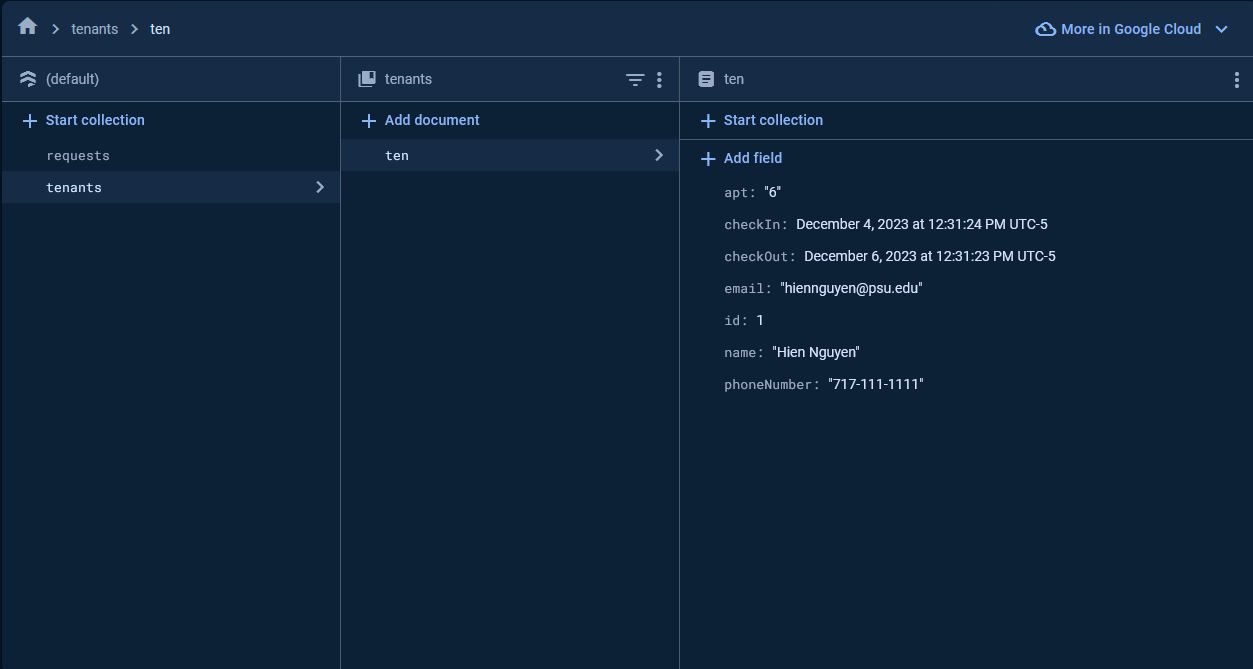 tenants
ten
More in Google Cloud
(default)
tenants
ten
Start collection
Add document
Start collection
requests
ten
Add field
tenants
apt: "6"
checkIn: December 4, 2023 at 12:31:24 PM UTC-5
checkOut: December 6, 2023 at 12:31:23 PM UTC-5
email: "hiennguyen@psu.edu"
id: 1
name: "Hien Nguyen"
phoneNumber: "717-111-1111"